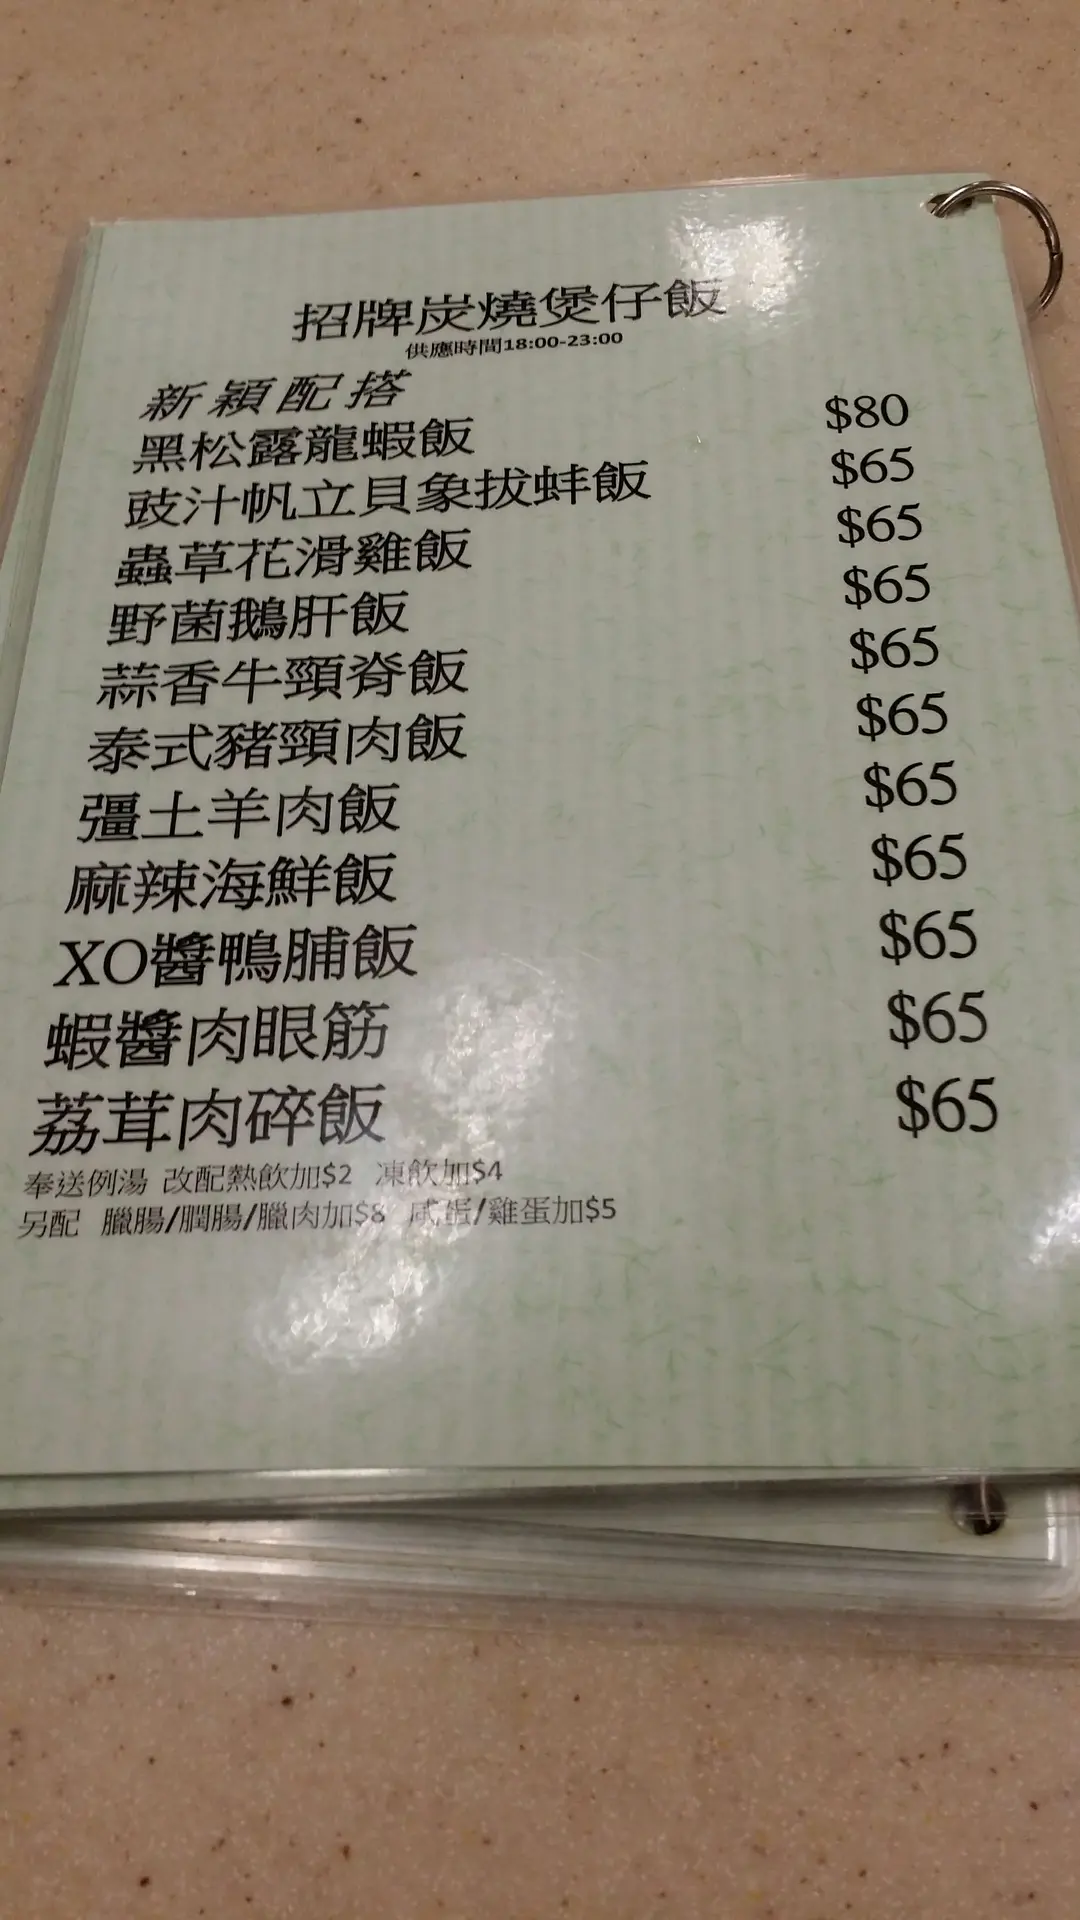 招牌炭燒煲仔飯
供應時間18:00-23:00
新穎配搭
黑松露龍蝦飯 $80
豉汁帆立貝象拔蚌飯 $65
蟲草花滑雞飯 $65
野菌鵝肝飯 $65
蒜香牛頸脊飯 $65
泰式豬頸肉飯 $65
彊土羊肉飯 $65
麻辣海鮮飯 $65
XO醬鴨脯飯 $65
蝦醬肉眼筋 $65
荔茸肉碎飯 $65
奉送例湯 改配熱飲加$2 凍飲加$4
另配 臘腸/膶腸/臘肉加$8 咸蛋/雞蛋加$5